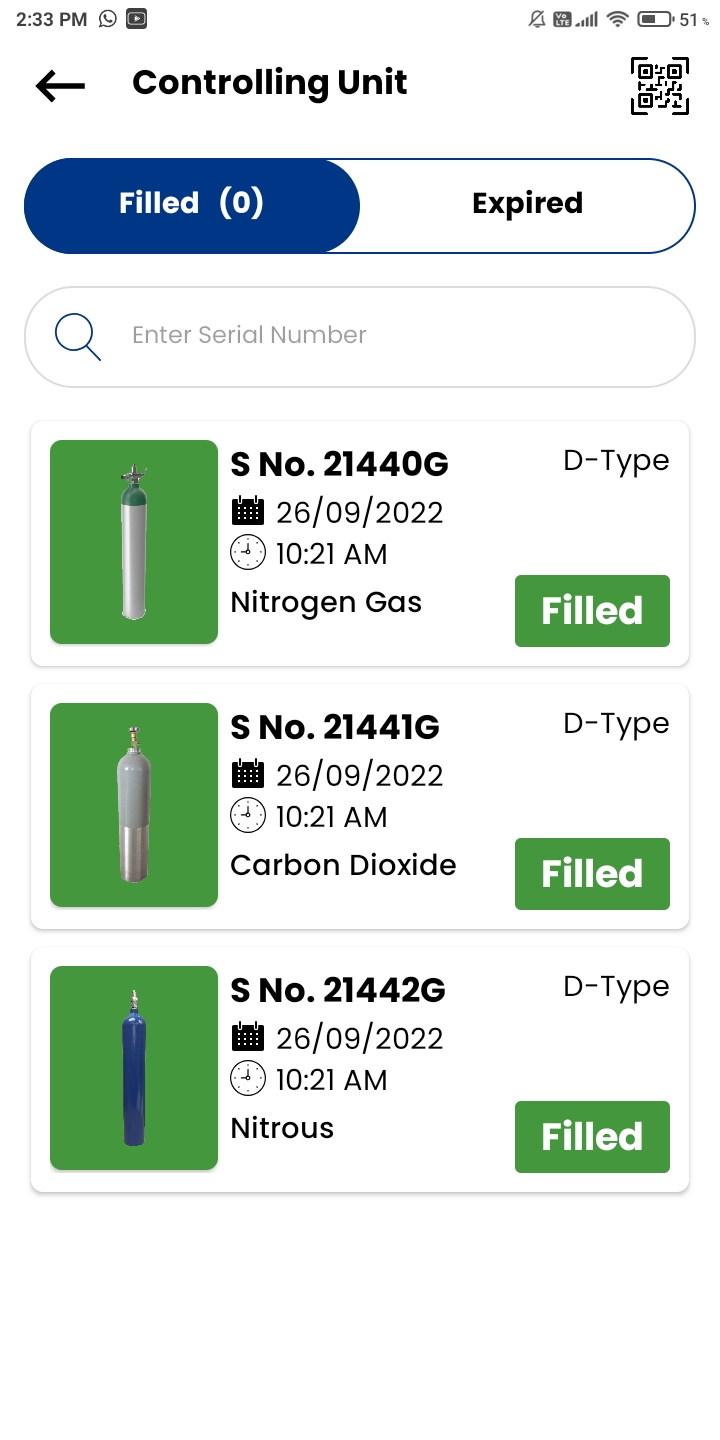 2:33 PM
Vo LTE
51 %
Controlling Unit
Filled (0)
Expired
Enter Serial Number
S No. 21440G
D-Type
26/09/2022
10:21 AM
Nitrogen Gas
Filled
S No. 21441G
D-Type
26/09/2022
10:21 AM
Carbon Dioxide
Filled
S No. 21442G
D-Type
26/09/2022
10:21 AM
Nitrous
Filled